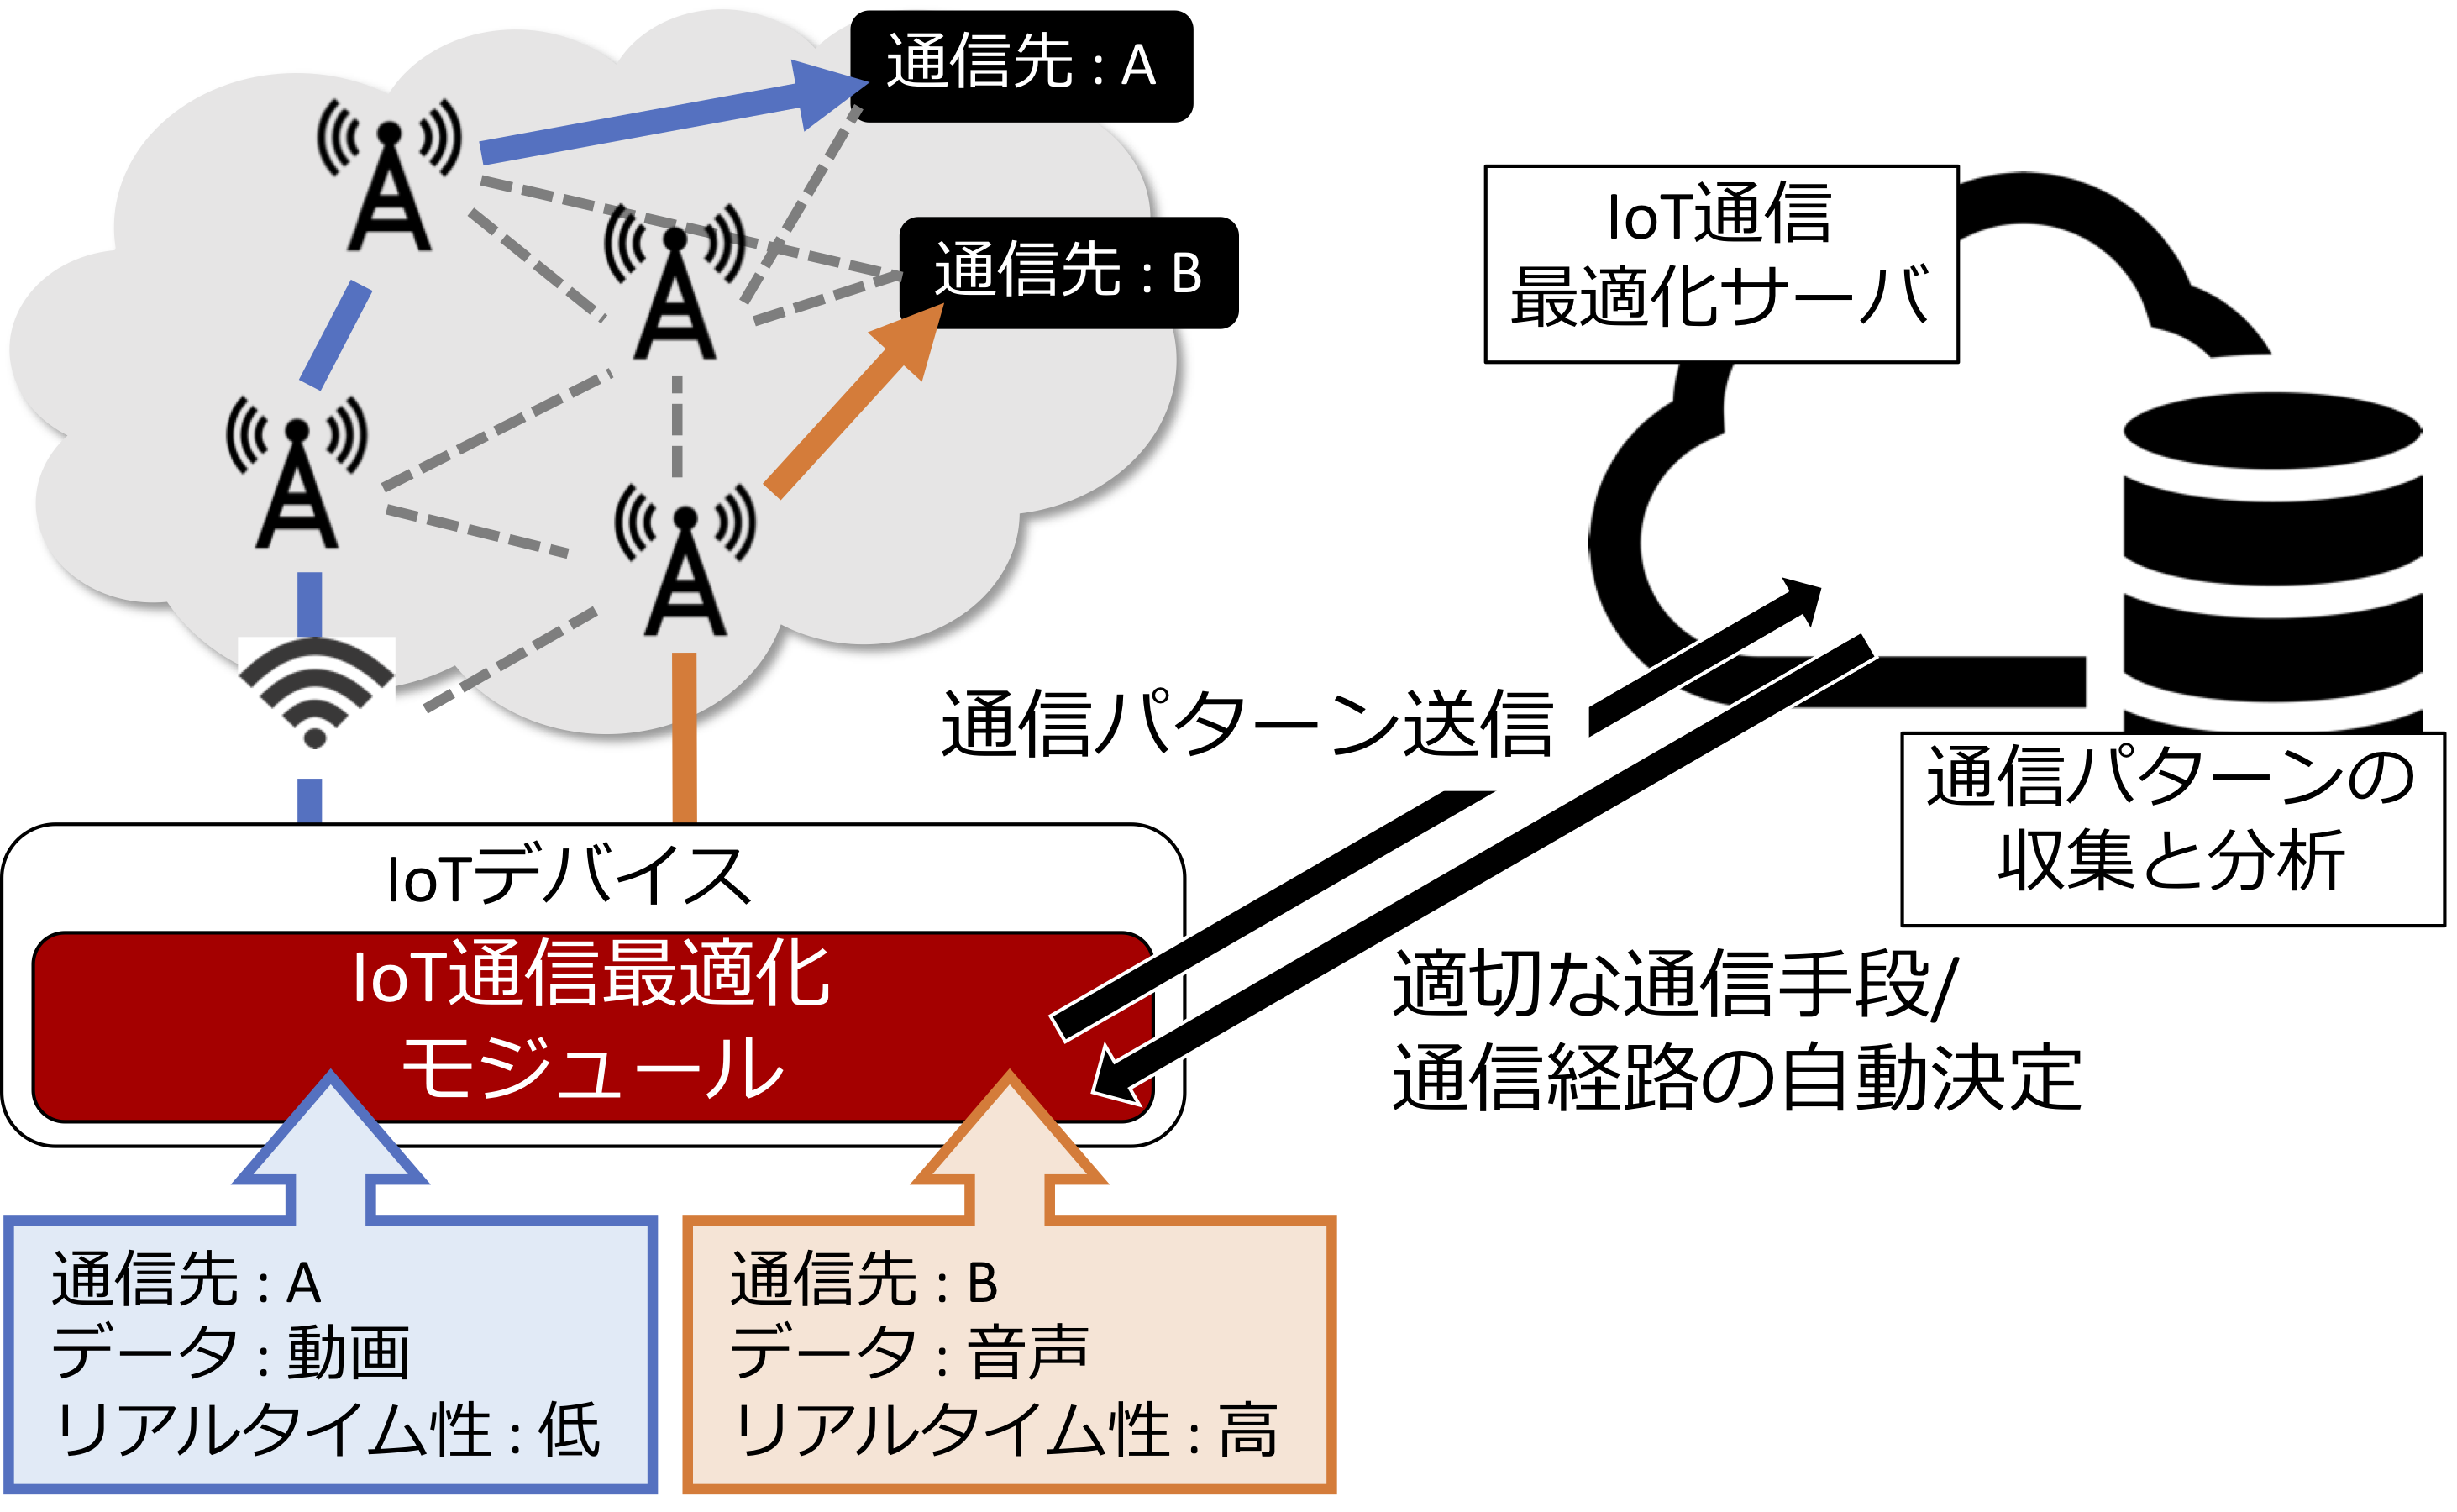 通信先：A
通信先：B
IoT通信
最適化サーバ
通信パターン送信
通信パターンの
収集と分析
IoTデバイス
IoT通信最適化
モジュール
適切な通信手段/
通信経路の自動決定
通信先：A
データ：動画
リアルタイム性：低
通信先：B
データ：音声
リアルタイム性：高